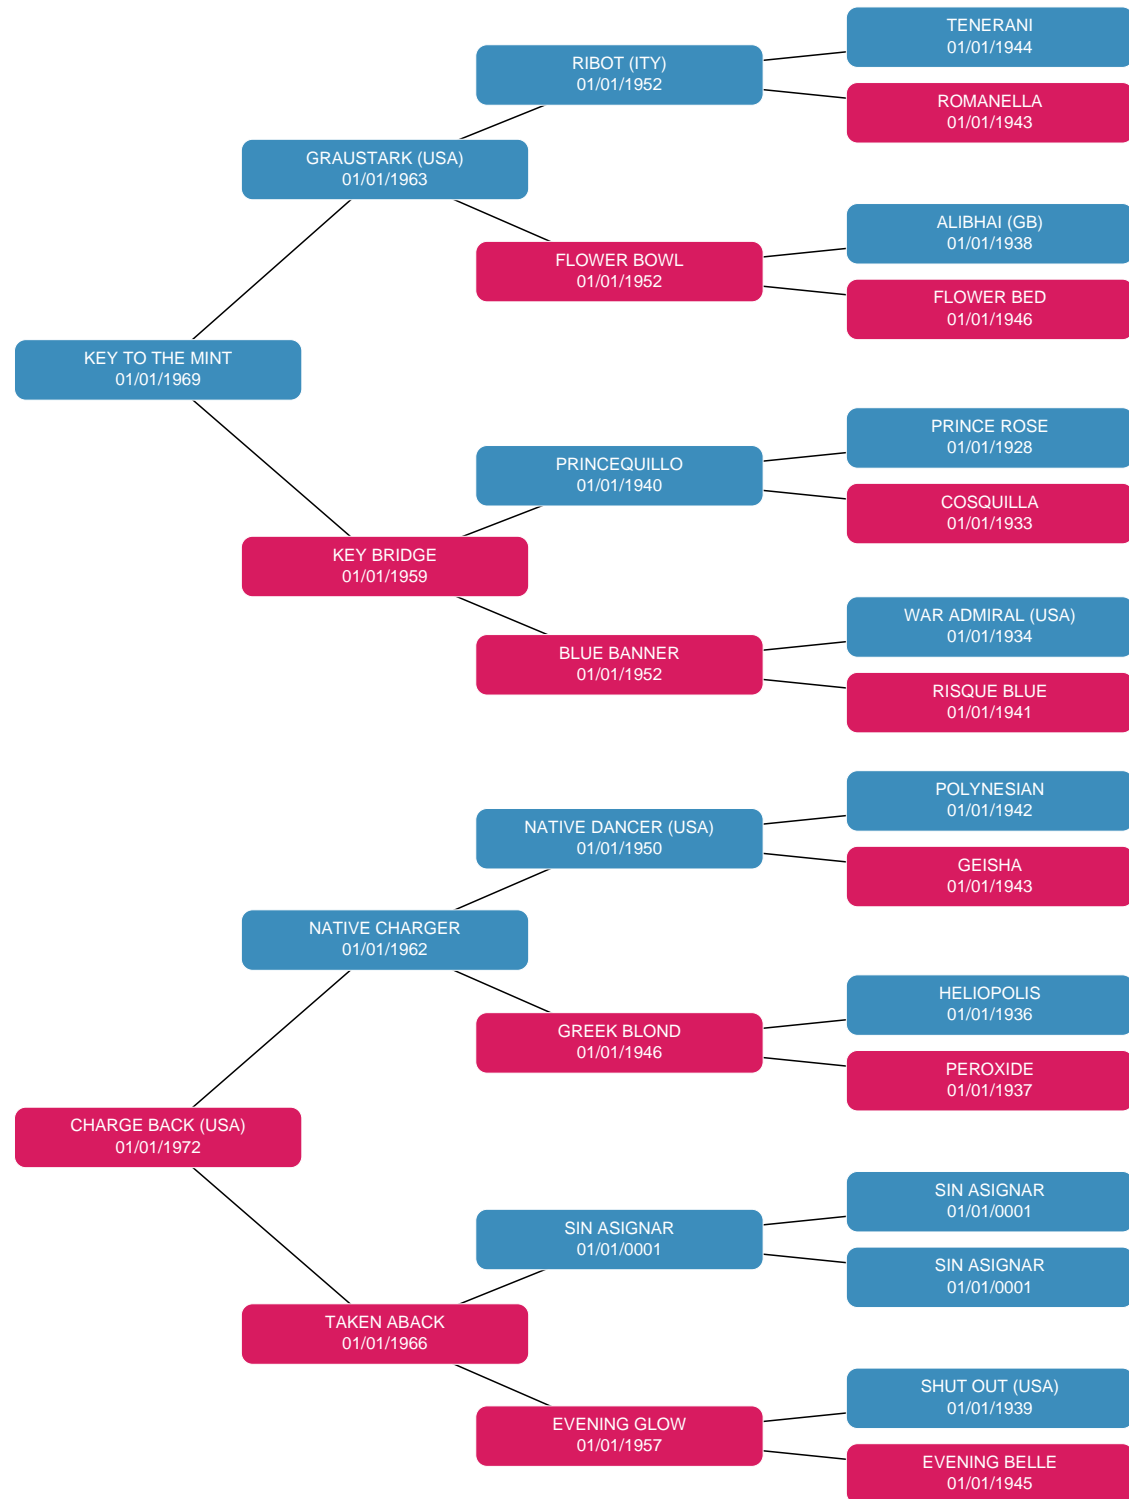 TENERANI
01/01/1944
RIBOT (ITY)
01/01/1952
ROMANELLA
01/01/1943
GRAUSTARK (USA)
01/01/1963
ALIBHAI (GB)
01/01/1938
FLOWER BOWL
01/01/1952
FLOWER BED
01/01/1946
KEY TO THE MINT
01/01/1969
PRINCE ROSE
01/01/1928
PRINCEQUILLO
01/01/1940
COSQUILLA
01/01/1933
KEY BRIDGE
01/01/1959
WAR ADMIRAL (USA)
01/01/1934
BLUE BANNER
01/01/1952
RISQUE BLUE
01/01/1941
POLYNESIAN
01/01/1942
NATIVE DANCER (USA)
01/01/1950
GEISHA
01/01/1943
NATIVE CHARGER
01/01/1962
HELIOPOLIS
01/01/1936
GREEK BLOND
01/01/1946
PEROXIDE
01/01/1937
CHARGE BACK (USA)
01/01/1972
SIN ASIGNAR
01/01/0001
SIN ASIGNAR
01/01/0001
SIN ASIGNAR
01/01/0001
TAKEN ABACK
01/01/1966
SHUT OUT (USA)
01/01/1939
EVENING GLOW
01/01/1957
EVENING BELLE
01/01/1945